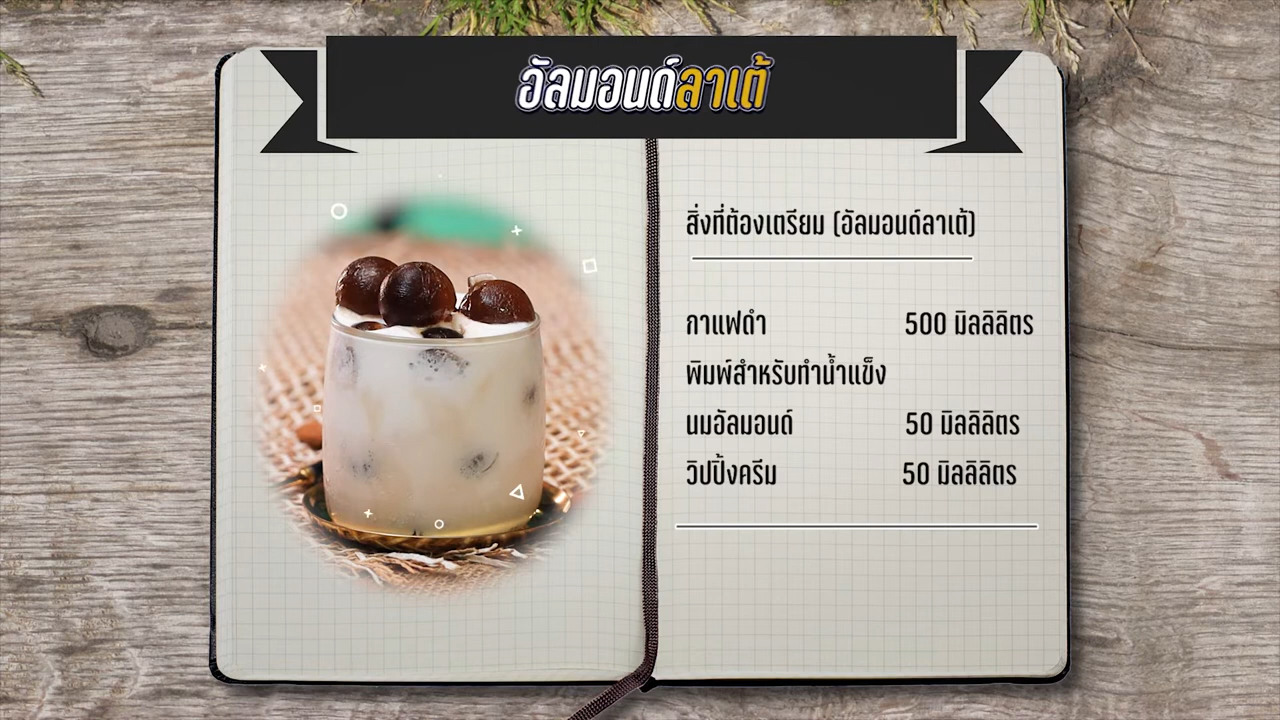 อัลมอนด์ลาเต้
สิ่งที่ต้องเตรียม (อัลมอนด์ลาเต้)
กาแฟดำ 500 มิลลิลิตร
พิมพ์สำหรับทำน้ำแข็ง
นมอัลมอนด์ 50 มิลลิลิตร
วิปปิ้งครีม 50 มิลลิลิตร